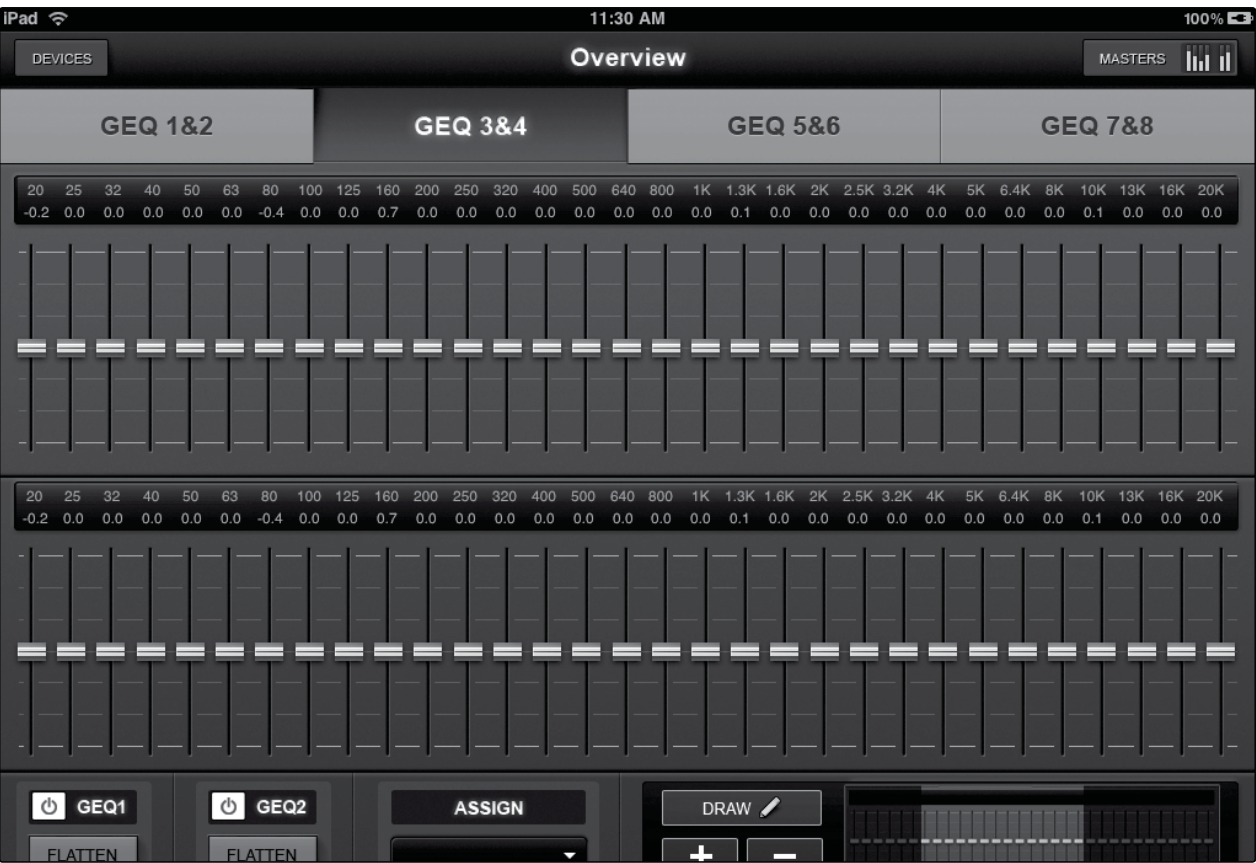 iPad 11:30 AM 100%
DEVICES Overview MASTERS
GEQ 1&2 GEQ 3&4 GEQ 5&6 GEQ 7&8
20 25 32 40 50 63 80 100 125 160 200 250 320 400 500 640 800 1K 1.3K 1.6K 2K 2.5K 3.2K 4K 5K 6.4K 8K 10K 13K 16K 20K
-0.2 0.0 0.0 0.0 0.0 0.0 -0.4 0.0 0.0 0.7 0.0 0.0 0.0 0.0 0.0 0.0 0.0 0.0 0.1 0.0 0.0 0.0 0.0 0.0 0.0 0.0 0.0 0.1 0.0 0.0 0.0
20 25 32 40 50 63 80 100 125 160 200 250 320 400 500 640 800 1K 1.3K 1.6K 2K 2.5K 3.2K 4K 5K 6.4K 8K 10K 13K 16K 20K
-0.2 0.0 0.0 0.0 0.0 0.0 -0.4 0.0 0.0 0.7 0.0 0.0 0.0 0.0 0.0 0.0 0.0 0.0 0.1 0.0 0.0 0.0 0.0 0.0 0.0 0.0 0.0 0.1 0.0 0.0 0.0
GEQ1 GEQ2 ASSIGN DRAW
FLATTEN FLATTEN + −